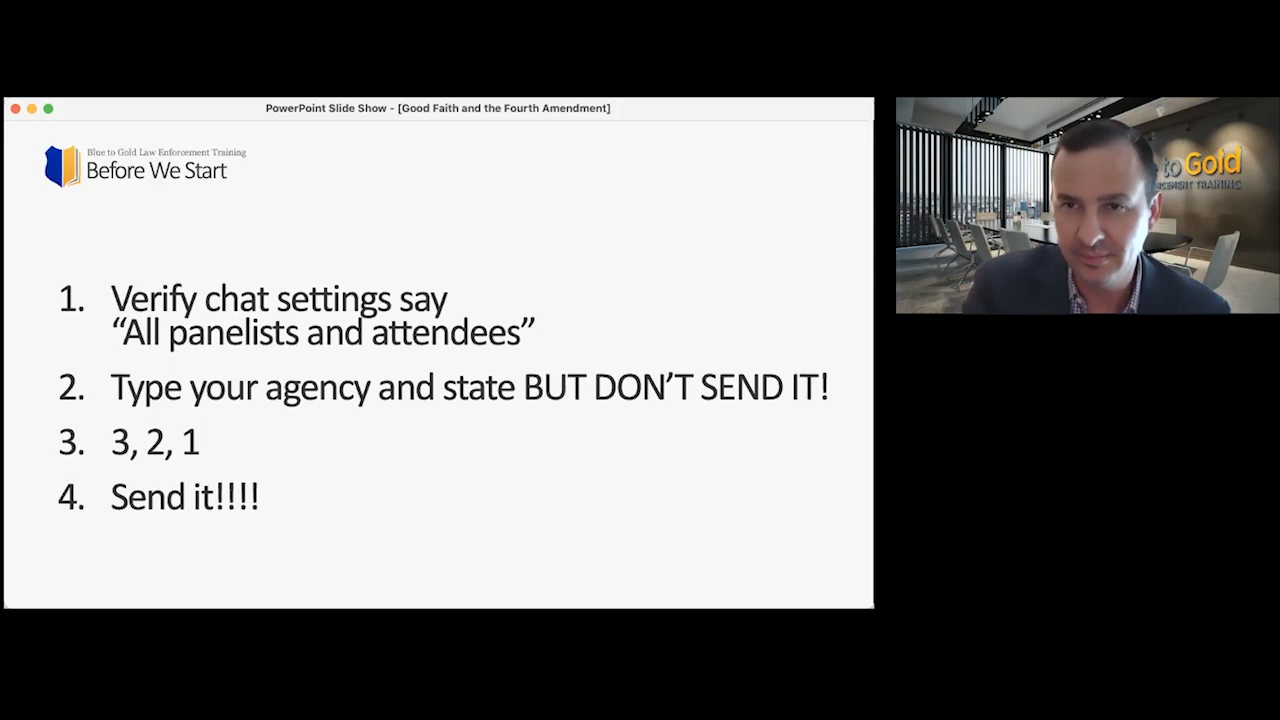 PowerPoint Slide Show - [Good Faith and the Fourth Amendment]
Blue to Gold Law Enforcement Training
Before We Start
1. Verify chat settings say
“All panelists and attendees”
2. Type your agency and state BUT DON’T SEND IT!
3. 3, 2, 1
4. Send it!!!!
to Gold
TRAINING